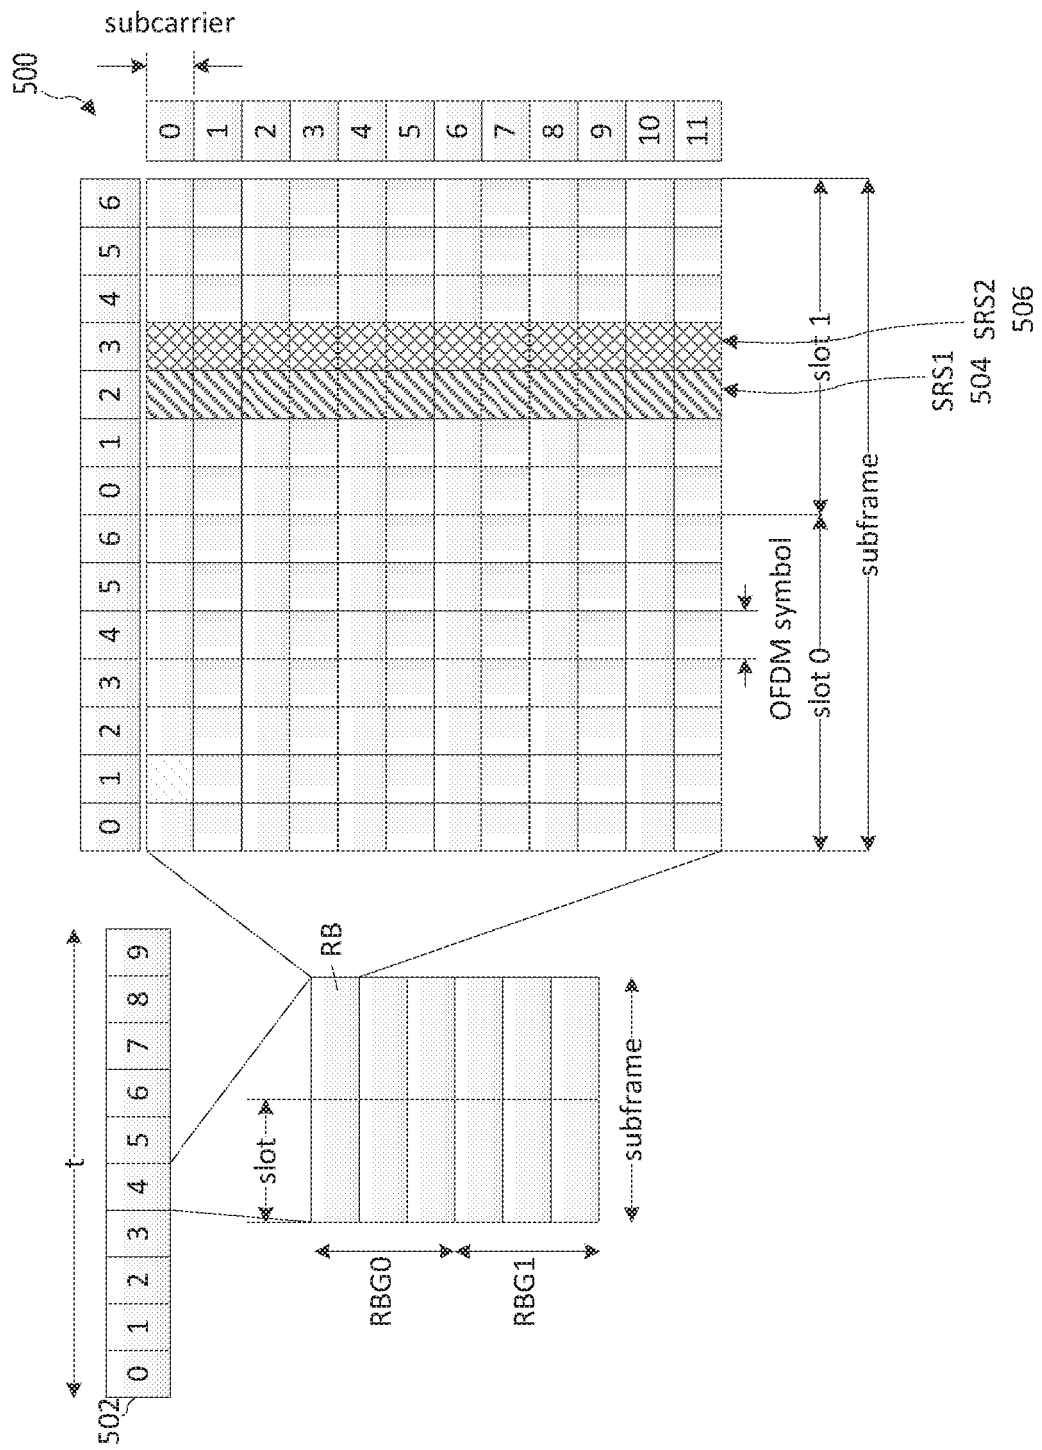 500
subcarrier
0 1 2 3 4 5 6 0 1 2 3 4 5 6
0
1
2
3
4
5
6
7
8
9
10
11
OFDM symbol
slot 0
slot 1
subframe
SRS1
504
SRS2
506
t
502
0 1 2 3 4 5 6 7 8 9
slot
RB
RBG0
RBG1
subframe